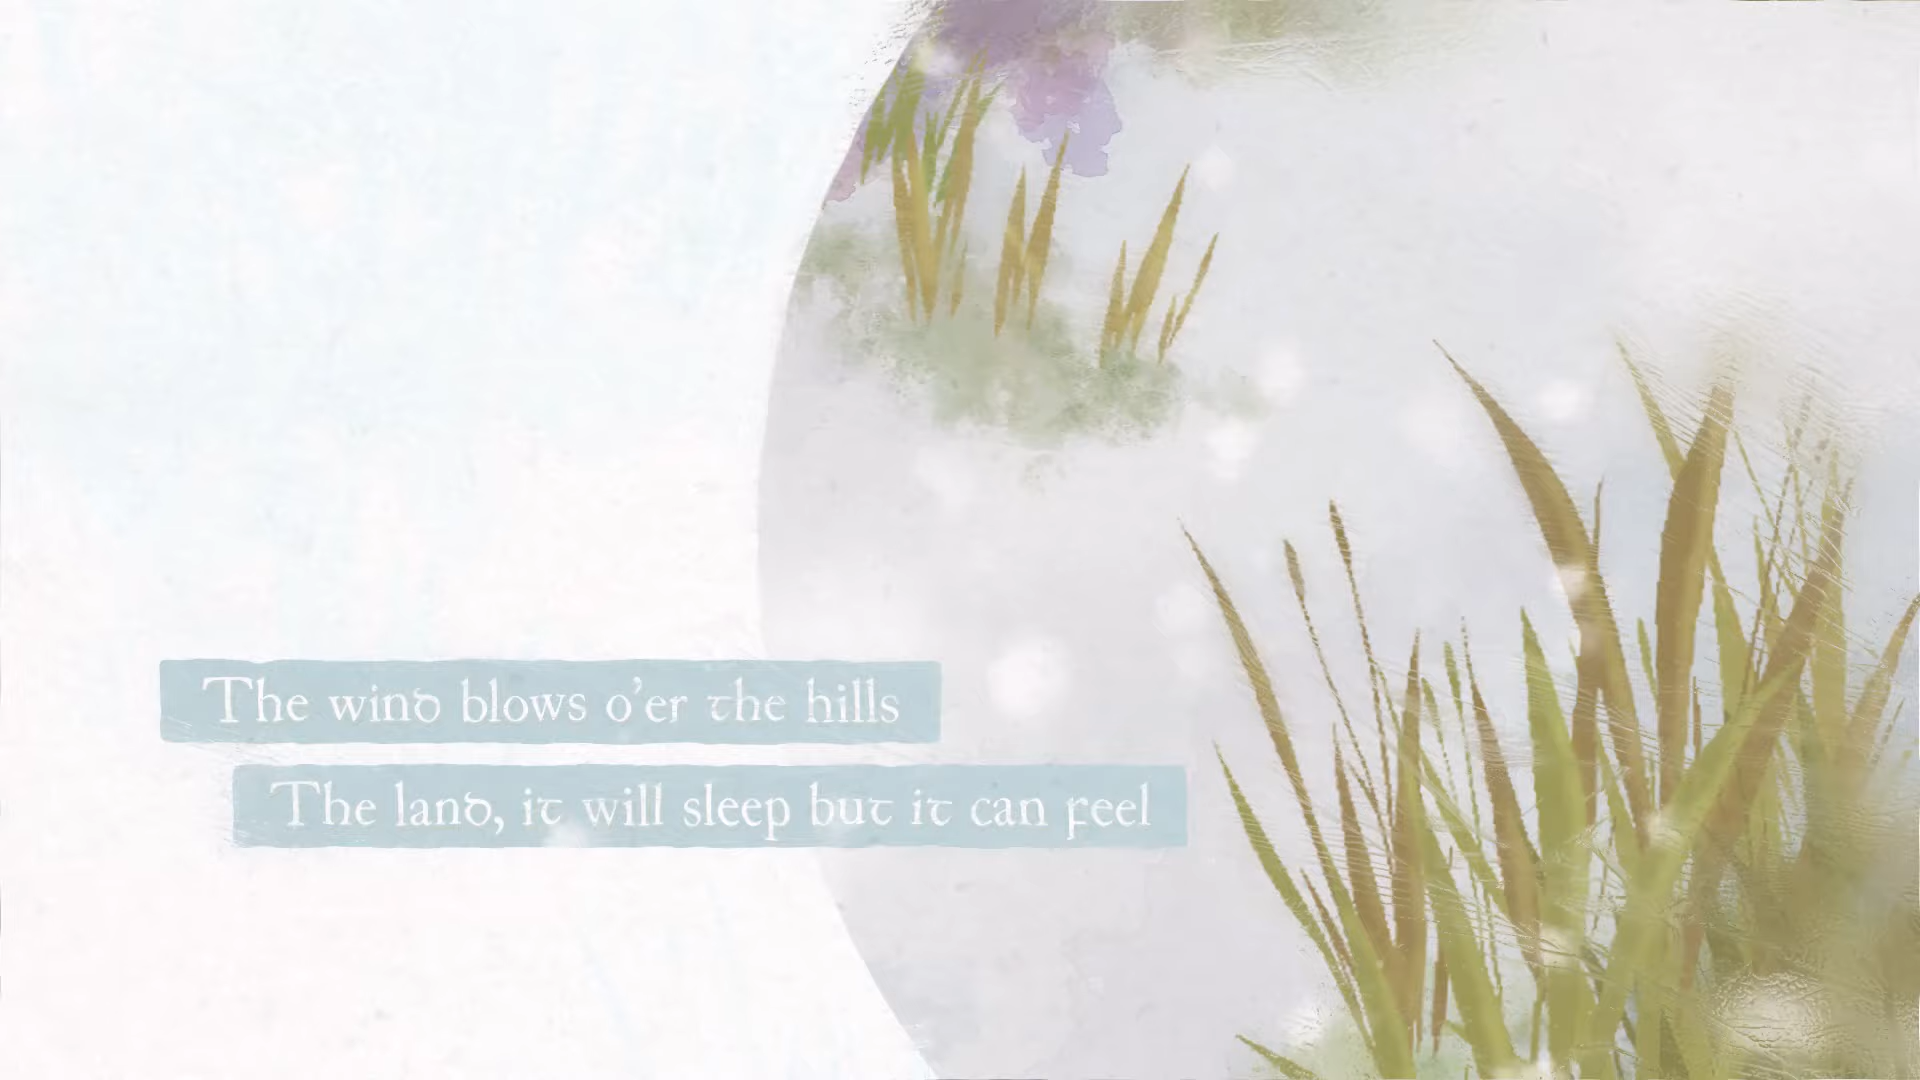 The wind blows o’er the hills
The land, it will sleep but it can feel